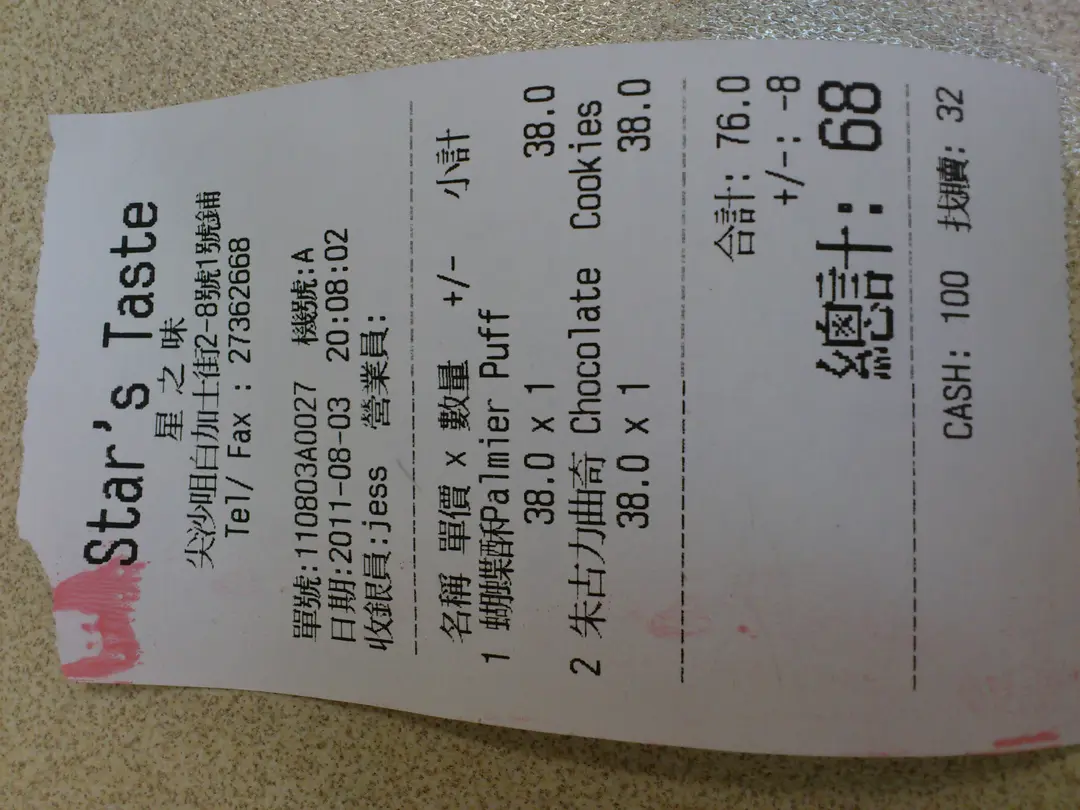 Star's Taste
星之味
尖沙咀白加士街2-8號1號鋪
Tel/ Fax : 27362668
單號:110803A0027 機號:A
日期:2011-08-03 20:08:02
收銀員:jess 營業員:
名稱 單價 x 數量 +/- 小計
1 蝴蝶酥Palmier Puff
38.0 x 1 38.0
2 朱古力曲奇 Chocolate Cookies
38.0 x 1 38.0
合計: 76.0
+/-: -8
總計: 68
CASH: 100 找贖: 32